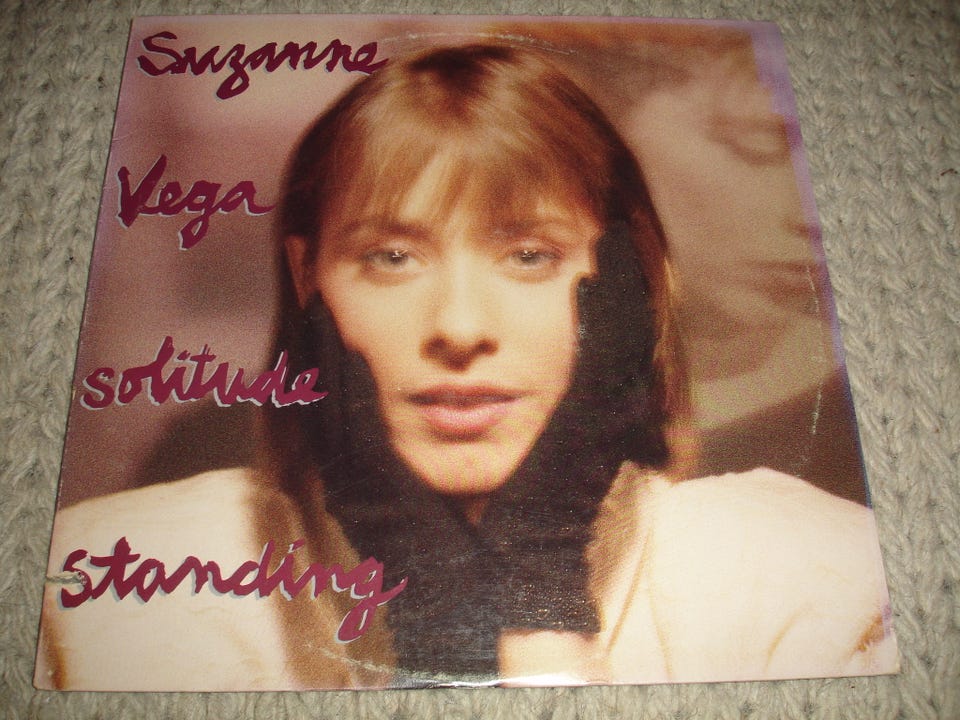 Suzanne
Vega
solitude
standing